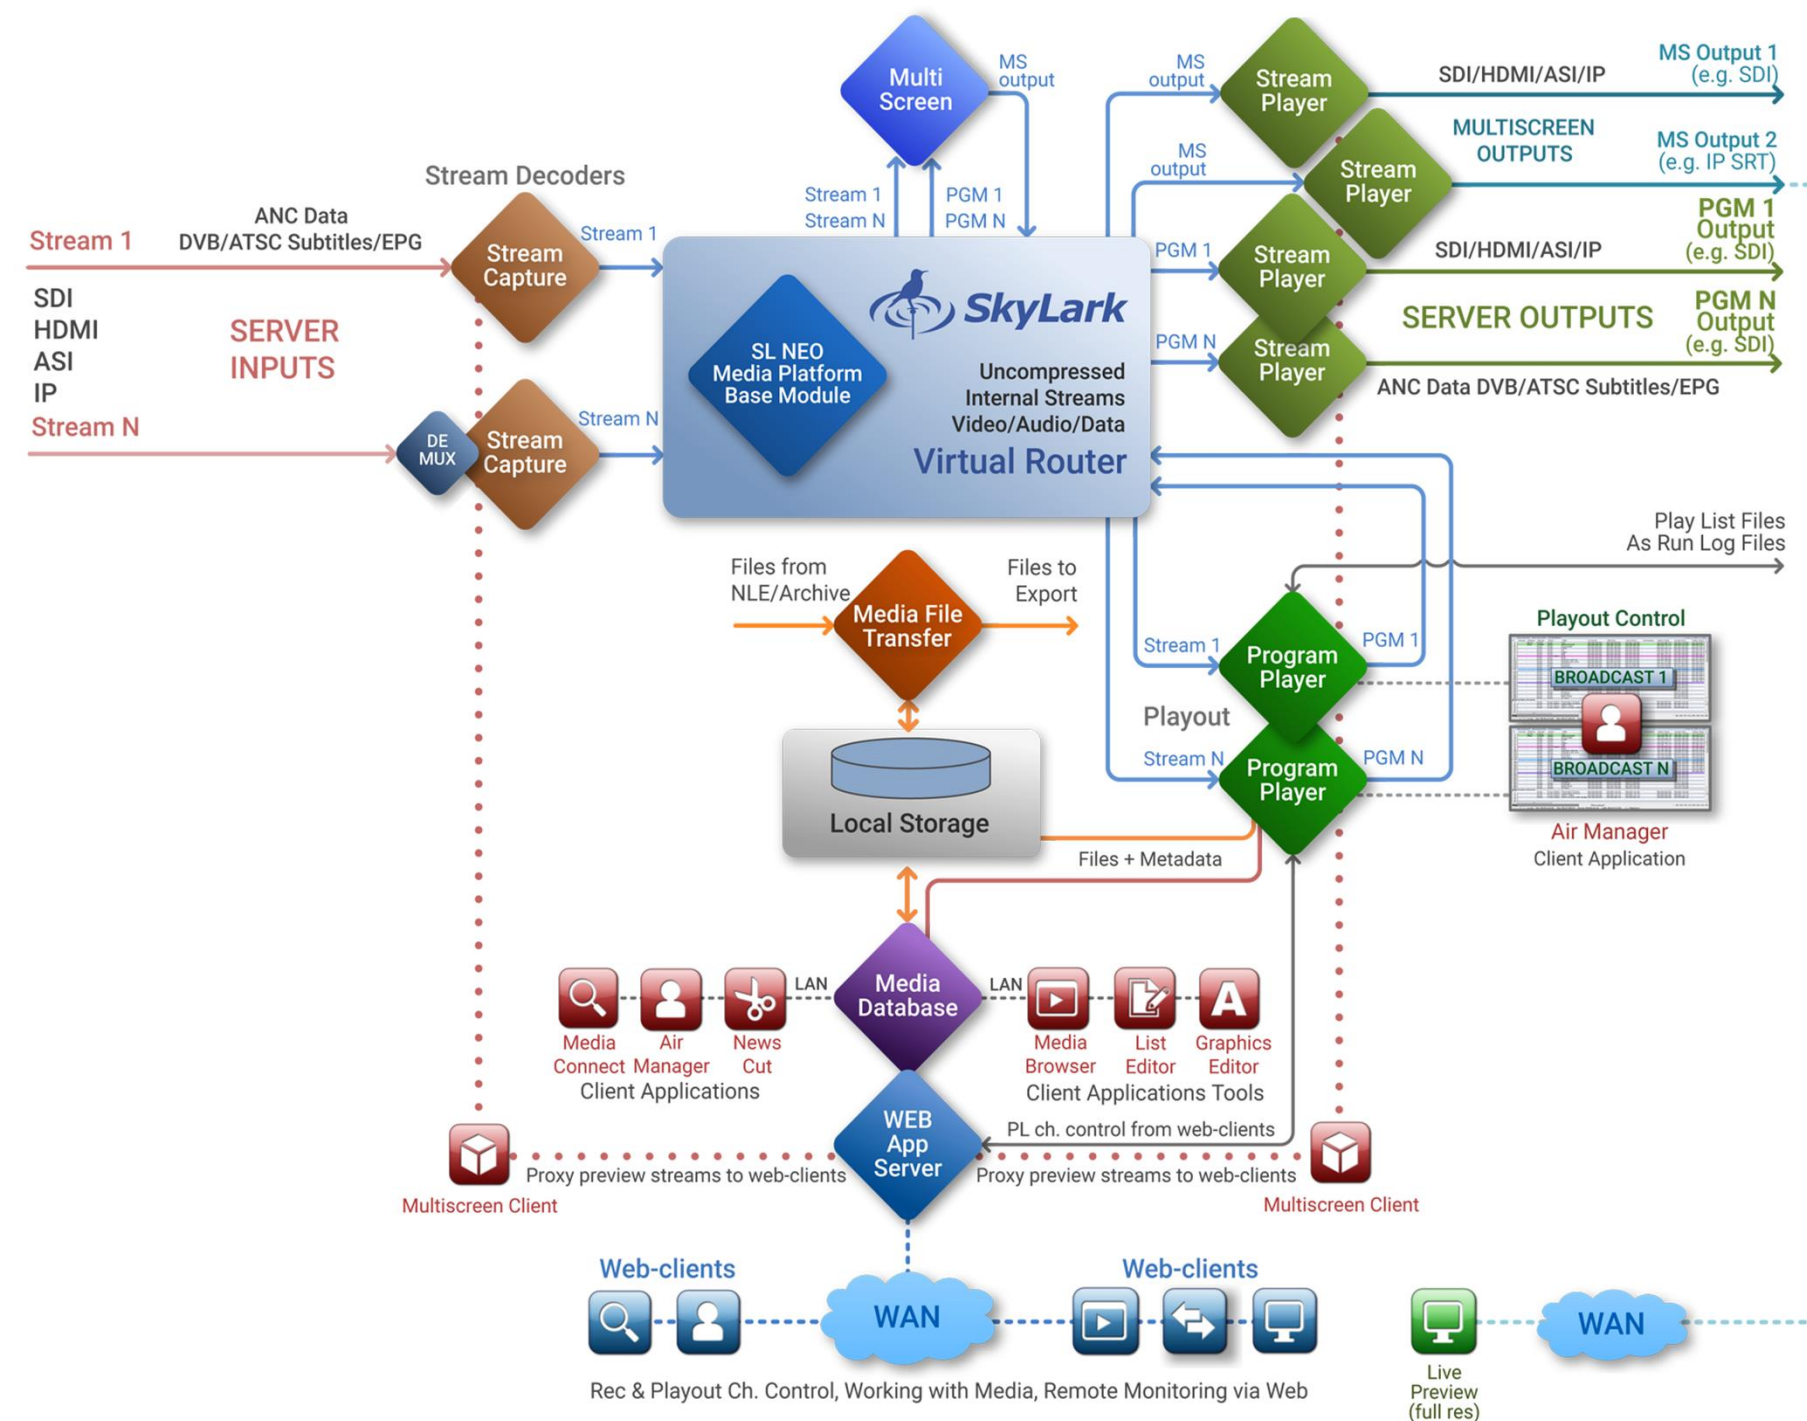 Multi
Screen
MS
output
MS
output
Stream
Player
SDI/HDMI/ASI/IP
MS Output 1
(e.g. SDI)
MULTISCREEN
OUTPUTS
MS
output
Stream
Player
MS Output 2
(e.g. IP SRT)
Stream Decoders
Stream 1
Stream N
PGM 1
PGM N
ANC Data
DVB/ATSC Subtitles/EPG
Stream 1
Stream
Capture
Stream 1
PGM 1
Stream
Player
SDI/HDMI/ASI/IP
PGM 1
Output
(e.g. SDI)
SDI
HDMI
ASI
IP
SERVER
INPUTS
SkyLark
SL NEO
Media Platform
Base Module
Uncompressed
Internal Streams
Video/Audio/Data
Virtual Router
SERVER OUTPUTS
PGM N
Output
(e.g. SDI)
PGM N
Stream
Player
ANC Data DVB/ATSC Subtitles/EPG
Stream N
DE
MUX
Stream
Capture
Stream N
Play List Files
As Run Log Files
Files from
NLE/Archive
Media File
Transfer
Files to
Export
Stream 1
Program
Player
PGM 1
Playout Control
BROADCAST 1
Playout
Stream N
Program
Player
PGM N
BROADCAST N
Air Manager
Client Application
Local Storage
Files + Metadata
Media
Database
LAN
LAN
Media
Connect
Air
Manager
News
Cut
Client Applications
Media
Browser
List
Editor
A
Graphics
Editor
Client Applications Tools
WEB
App
Server
PL ch. control from web-clients
Proxy preview streams to web-clients
Proxy preview streams to web-clients
Multiscreen Client
Multiscreen Client
Web-clients
WAN
Web-clients
WAN
Rec & Playout Ch. Control, Working with Media, Remote Monitoring via Web
Live
Preview
(full res)